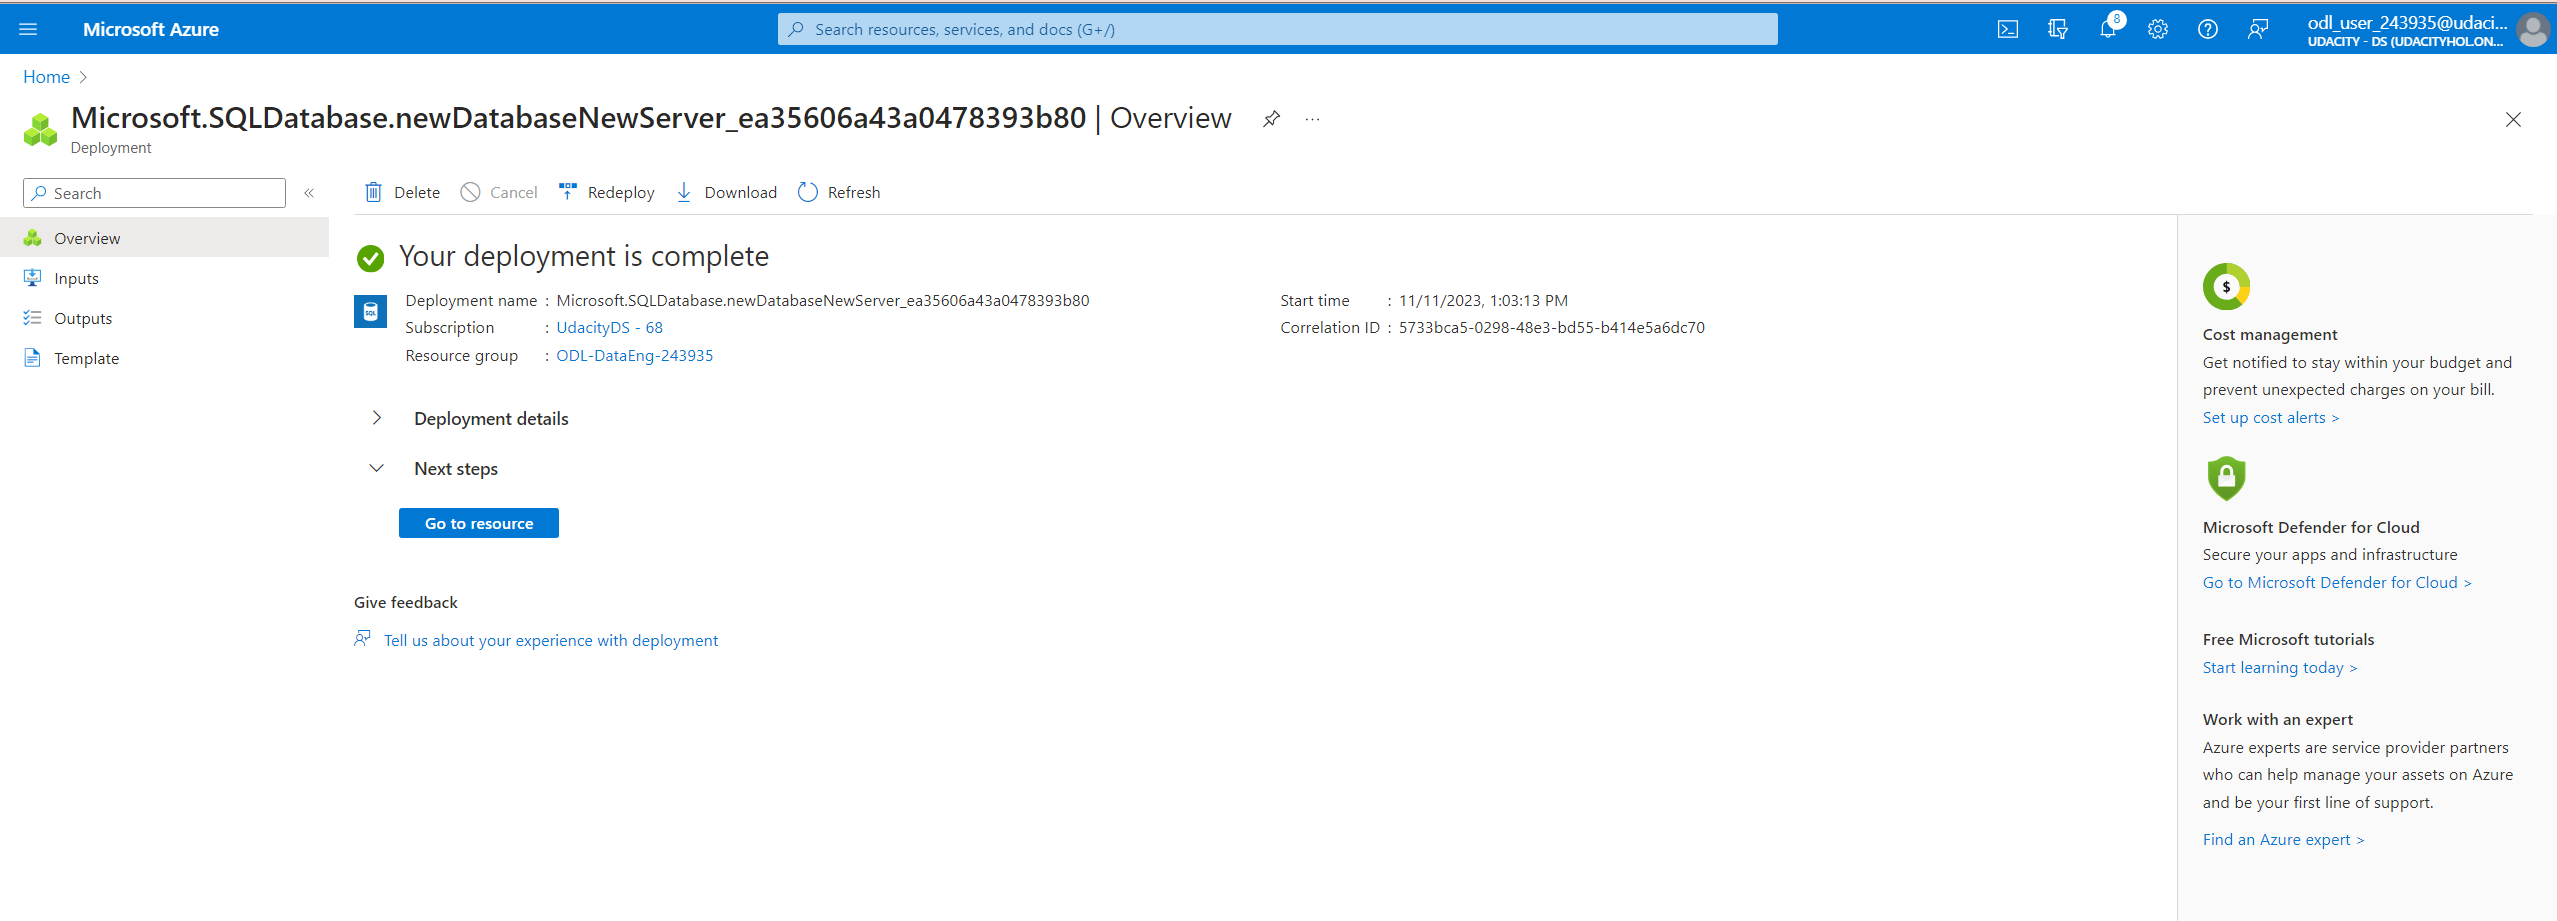 Microsoft Azure
Search resources, services, and docs (G+/)
8
odl_user_243935@udaci...
UDACITY - DS (UDACITYHOL.ON...
Home
Microsoft.SQLDatabase.newDatabaseNewServer_ea35606a43a0478393b80 | Overview
Deployment
Search
Overview
Inputs
Outputs
Template
Delete
Cancel
Redeploy
Download
Refresh
Your deployment is complete
SQL
Deployment name : Microsoft.SQLDatabase.newDatabaseNewServer_ea35606a43a0478393b80
Subscription : UdacityDS - 68
Resource group : ODL-DataEng-243935
Start time : 11/11/2023, 1:03:13 PM
Correlation ID : 5733bca5-0298-48e3-bd55-b414e5a6dc70
Deployment details
Next steps
Go to resource
Give feedback
Tell us about your experience with deployment
$
Cost management
Get notified to stay within your budget and
prevent unexpected charges on your bill.
Set up cost alerts >
Microsoft Defender for Cloud
Secure your apps and infrastructure
Go to Microsoft Defender for Cloud >
Free Microsoft tutorials
Start learning today >
Work with an expert
Azure experts are service provider partners
who can help manage your assets on Azure
and be your first line of support.
Find an Azure expert >